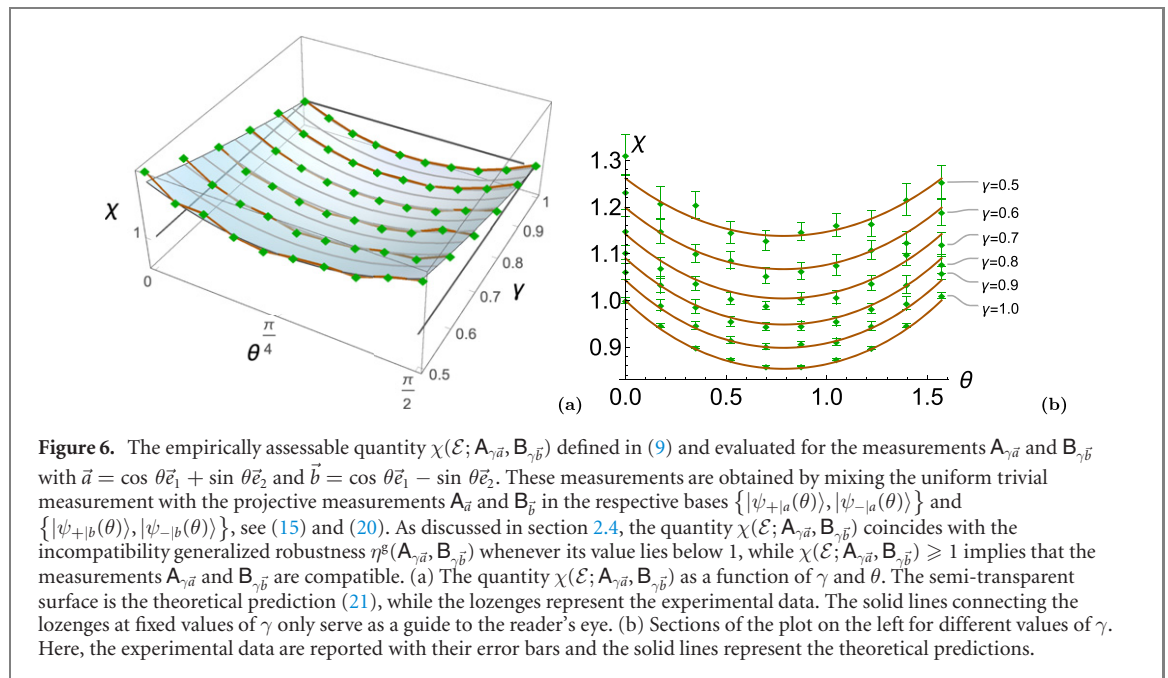 χ
1
0
π/4
θ
π/2
0.5
0.6
0.7
γ
0.8
0.9
1
(a)
χ
1.3
1.2
1.1
1.0
0.9
0.0
0.5
1.0
1.5
θ
γ=0.5
γ=0.6
γ=0.7
γ=0.8
γ=0.9
γ=1.0
(b)
Figure 6. The empirically assessable quantity χ(ℰ; A_{γa⃗}, B_{γb⃗}) defined in (9) and evaluated for the measurements A_{γa⃗} and B_{γb⃗}
with a⃗ = cos θe⃗₁ + sin θe⃗₂ and b⃗ = cos θe⃗₁ − sin θe⃗₂. These measurements are obtained by mixing the uniform trivial
measurement with the projective measurements A_{a⃗} and B_{b⃗} in the respective bases {|ψ_{+|a}(θ)⟩, |ψ_{−|a}(θ)⟩} and
{|ψ_{+|b}(θ)⟩, |ψ_{−|b}(θ)⟩}, see (15) and (20). As discussed in section 2.4, the quantity χ(ℰ; A_{γa⃗}, B_{γb⃗}) coincides with the
incompatibility generalized robustness η^g(A_{γa⃗}, B_{γb⃗}) whenever its value lies below 1, while χ(ℰ; A_{γa⃗}, B_{γb⃗}) ⩾ 1 implies that the
measurements A_{γa⃗} and B_{γb⃗} are compatible. (a) The quantity χ(ℰ; A_{γa⃗}, B_{γb⃗}) as a function of γ and θ. The semi-transparent
surface is the theoretical prediction (21), while the lozenges represent the experimental data. The solid lines connecting the
lozenges at fixed values of γ only serve as a guide to the reader's eye. (b) Sections of the plot on the left for different values of γ.
Here, the experimental data are reported with their error bars and the solid lines represent the theoretical predictions.